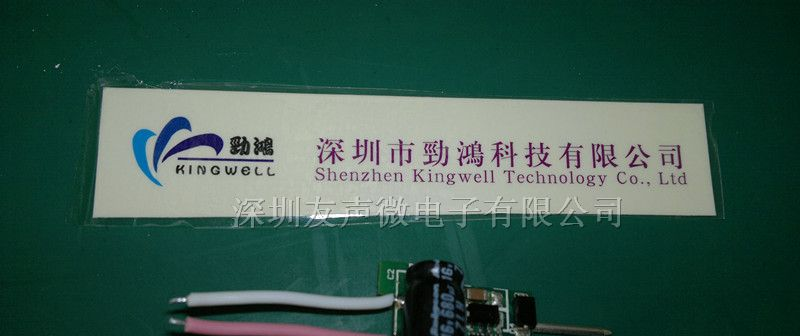 勁鴻
KINGWELL
深圳市勁鴻科技有限公司
Shenzhen Kingwell Technology Co., Ltd
深圳友声微电子有限公司
C2